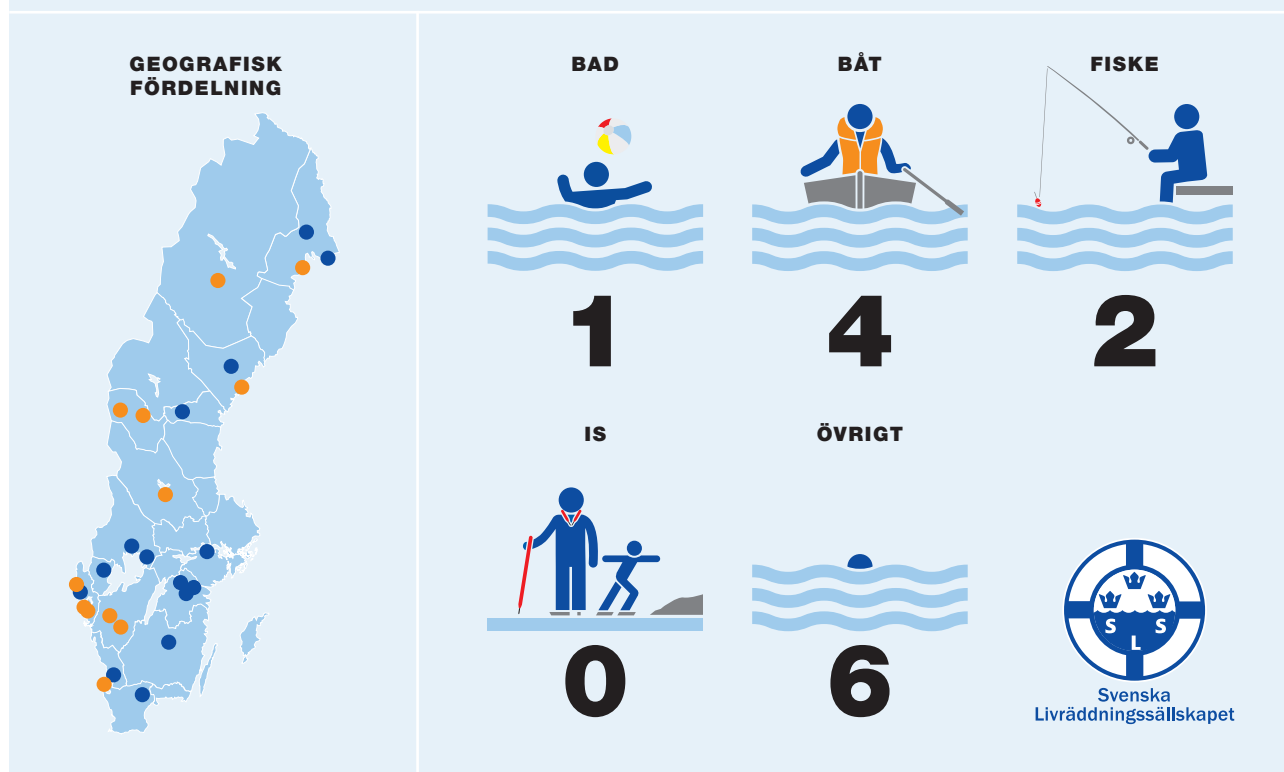 GEOGRAFISK
FÖRDELNING
BAD
BÅT
FISKE
1
4
2
IS
ÖVRIGT
0
6
S S
L
Svenska
Livräddningssällskapet